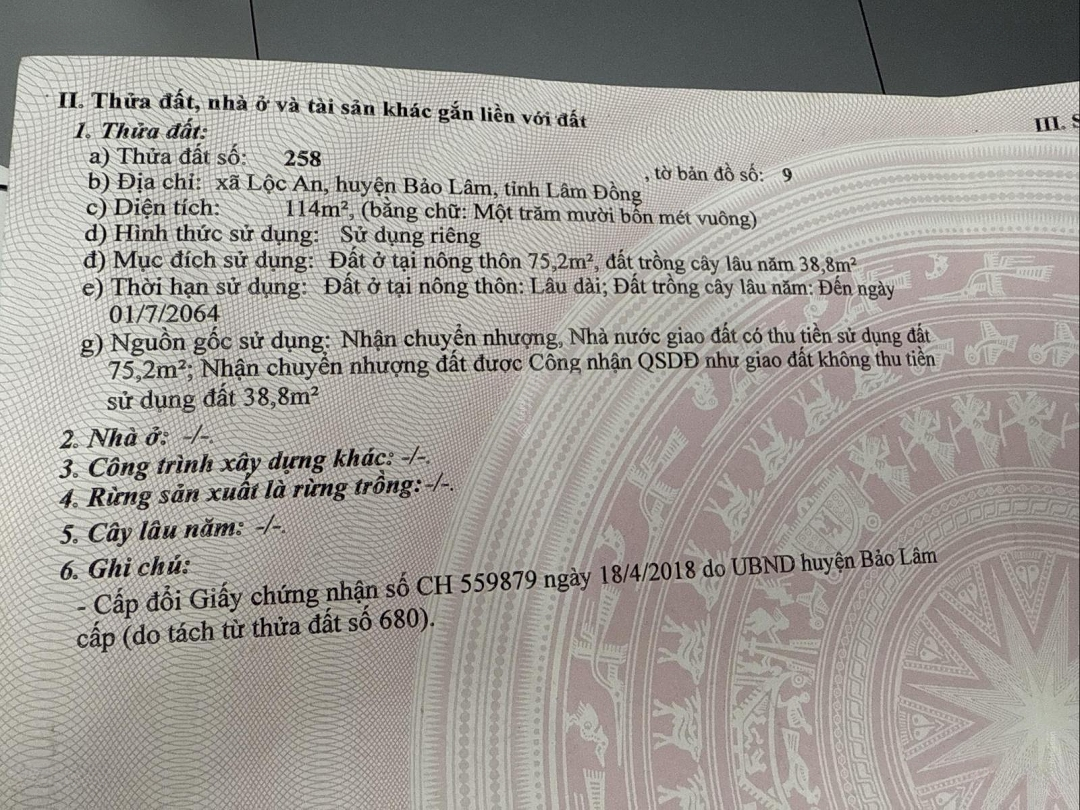 II. Thửa đất, nhà ở và tài sản khác gắn liền với đất
1. Thửa đất:
a) Thửa đất số: 258 , tờ bản đồ số: 9
b) Địa chỉ: xã Lộc An, huyện Bảo Lâm, tỉnh Lâm Đồng
c) Diện tích: 114m², (bằng chữ: Một trăm mười bốn mét vuông)
d) Hình thức sử dụng: Sử dụng riêng
đ) Mục đích sử dụng: Đất ở tại nông thôn 75,2m², đất trồng cây lâu năm 38,8m²
e) Thời hạn sử dụng: Đất ở tại nông thôn: Lâu dài; Đất trồng cây lâu năm: Đến ngày
01/7/2064
g) Nguồn gốc sử dụng: Nhận chuyển nhượng, Nhà nước giao đất có thu tiền sử dụng đất
75,2m²; Nhận chuyển nhượng đất được Công nhận QSDĐ như giao đất không thu tiền
sử dụng đất 38,8m²
2. Nhà ở: -/-.
3. Công trình xây dựng khác: -/-.
4. Rừng sản xuất là rừng trồng: -/-.
5. Cây lâu năm: -/-.
6. Ghi chú:
- Cấp đổi Giấy chứng nhận số CH 559879 ngày 18/4/2018 do UBND huyện Bảo Lâm
cấp (do tách từ thửa đất số 680).
III.